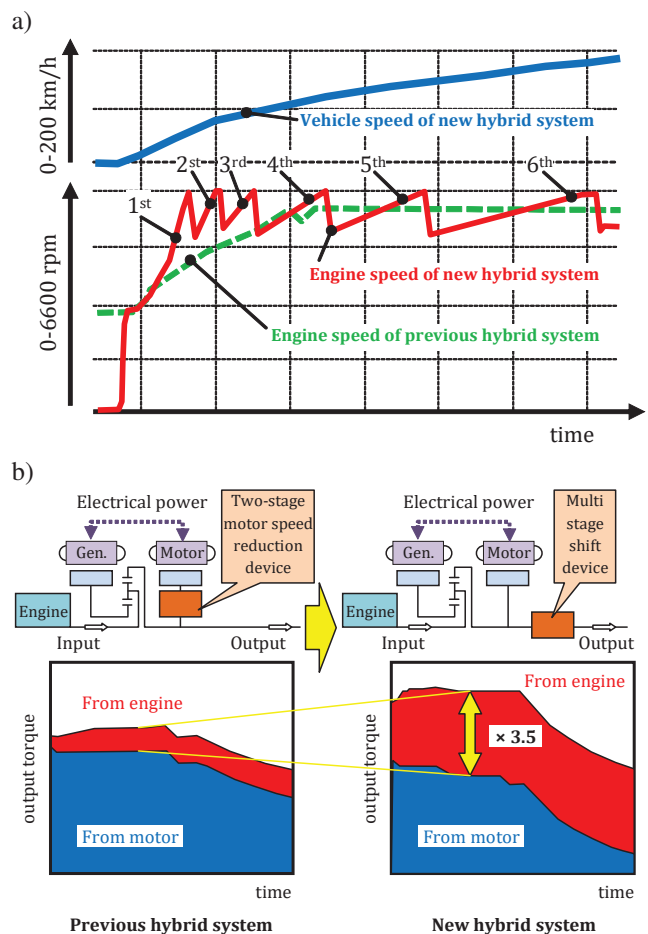 a)
0-200 km/h
Vehicle speed of new hybrid system
0-6600 rpm
1st
2st
3rd
4th
5th
6th
Engine speed of new hybrid system
Engine speed of previous hybrid system
time
b)
Electrical power
Two-stage
motor speed
reduction
device
Gen.
Motor
Engine
Input
Output
Electrical power
Multi
stage
shift
device
Gen.
Motor
Engine
Input
Output
output torque
From engine
From motor
time
Previous hybrid system
output torque
From engine
× 3.5
From motor
time
New hybrid system